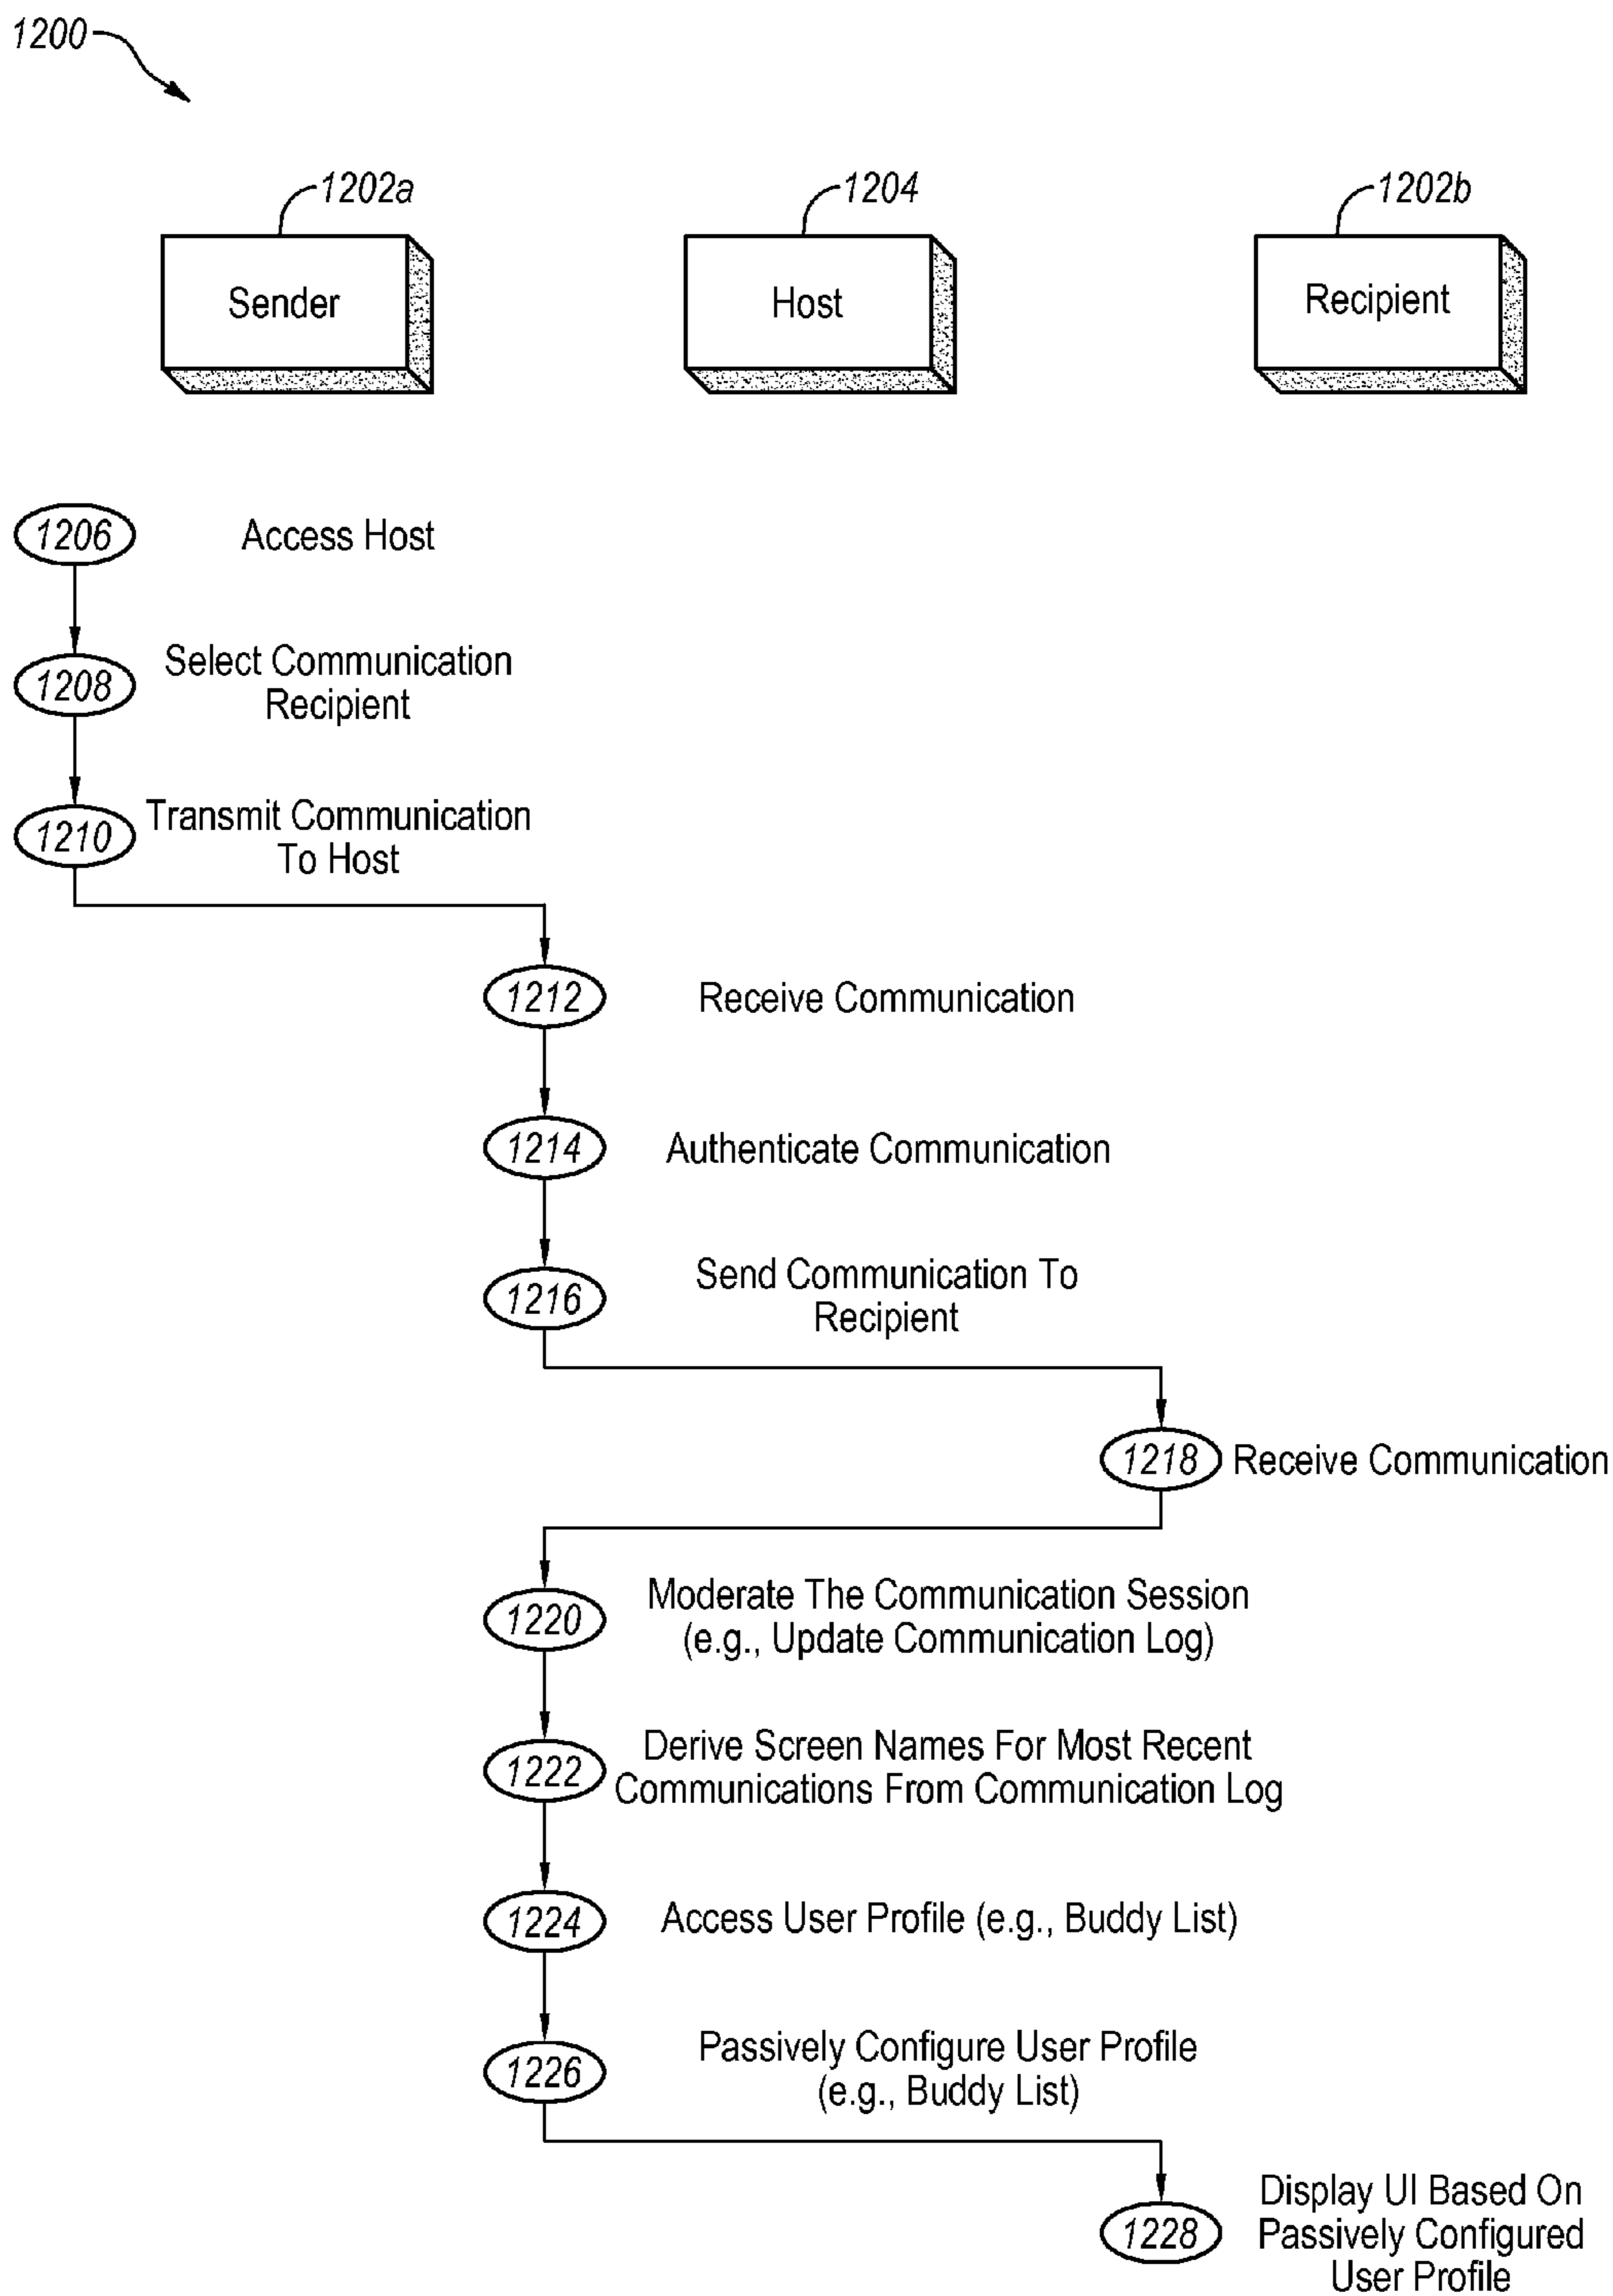 1200
1202a
1204
1202b
Sender
Host
Recipient
1206
Access Host
1208
Select Communication
Recipient
1210
Transmit Communication
To Host
1212
Receive Communication
1214
Authenticate Communication
1216
Send Communication To
Recipient
1218
Receive Communication
1220
Moderate The Communication Session
(e.g., Update Communication Log)
1222
Derive Screen Names For Most Recent
Communications From Communication Log
1224
Access User Profile (e.g., Buddy List)
1226
Passively Configure User Profile
(e.g., Buddy List)
1228
Display UI Based On
Passively Configured
User Profile